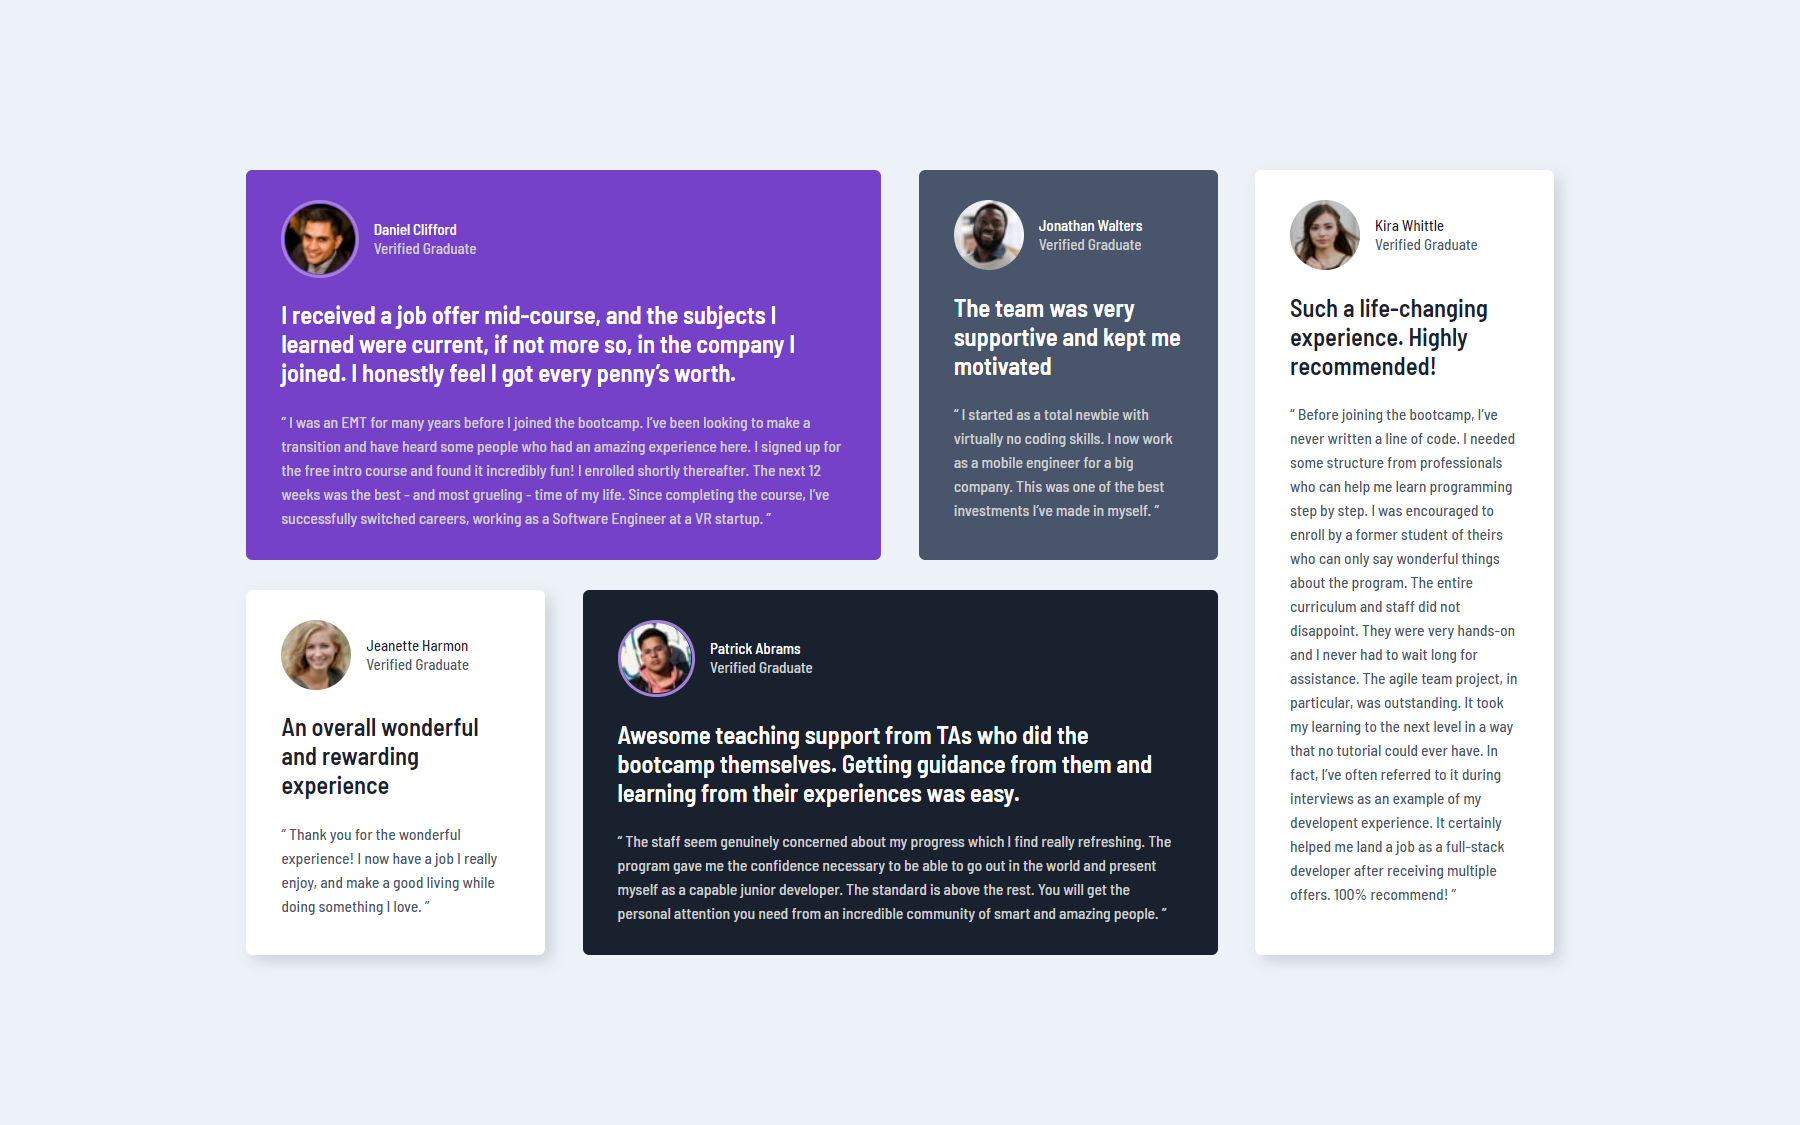 Daniel Clifford
Verified Graduate
I received a job offer mid-course, and the subjects I
learned were current, if not more so, in the company I
joined. I honestly feel I got every penny’s worth.
“ I was an EMT for many years before I joined the bootcamp. I’ve been looking to make a
transition and have heard some people who had an amazing experience here. I signed up for
the free intro course and found it incredibly fun! I enrolled shortly thereafter. The next 12
weeks was the best - and most grueling - time of my life. Since completing the course, I’ve
successfully switched careers, working as a Software Engineer at a VR startup. ”
Jonathan Walters
Verified Graduate
The team was very
supportive and kept me
motivated
“ I started as a total newbie with
virtually no coding skills. I now work
as a mobile engineer for a big
company. This was one of the best
investments I’ve made in myself. ”
Kira Whittle
Verified Graduate
Such a life-changing
experience. Highly
recommended!
“ Before joining the bootcamp, I’ve
never written a line of code. I needed
some structure from professionals
who can help me learn programming
step by step. I was encouraged to
enroll by a former student of theirs
who can only say wonderful things
about the program. The entire
curriculum and staff did not
disappoint. They were very hands-on
and I never had to wait long for
assistance. The agile team project, in
particular, was outstanding. It took
my learning to the next level in a way
that no tutorial could ever have. In
fact, I’ve often referred to it during
interviews as an example of my
developent experience. It certainly
helped me land a job as a full-stack
developer after receiving multiple
offers. 100% recommend! ”
Jeanette Harmon
Verified Graduate
An overall wonderful
and rewarding
experience
“ Thank you for the wonderful
experience! I now have a job I really
enjoy, and make a good living while
doing something I love. ”
Patrick Abrams
Verified Graduate
Awesome teaching support from TAs who did the
bootcamp themselves. Getting guidance from them and
learning from their experiences was easy.
“ The staff seem genuinely concerned about my progress which I find really refreshing. The
program gave me the confidence necessary to be able to go out in the world and present
myself as a capable junior developer. The standard is above the rest. You will get the
personal attention you need from an incredible community of smart and amazing people. ”